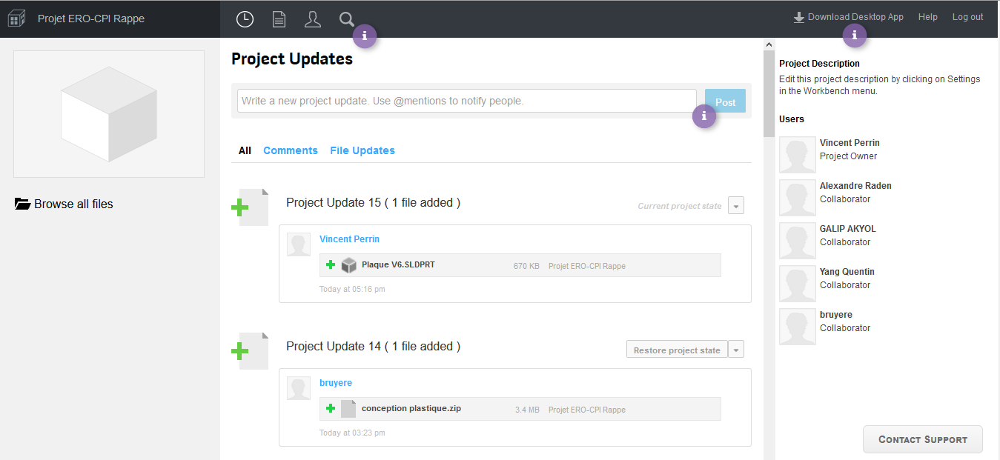 Projet ERO-CPI Rappe
Download Desktop App Help Log out
i
i
Project Updates
Write a new project update. Use @mentions to notify people.
Post
i
All Comments File Updates
Browse all files
Project Update 15 ( 1 file added )
Current project state
Vincent Perrin
Plaque V6.SLDPRT 670 KB Projet ERO-CPI Rappe
Today at 05:16 pm
Project Update 14 ( 1 file added )
Restore project state
bruyere
conception plastique.zip 3.4 MB Projet ERO-CPI Rappe
Today at 03:23 pm
Project Description
Edit this project description by clicking on Settings
in the Workbench menu.
Users
Vincent Perrin
Project Owner
Alexandre Raden
Collaborator
GALIP AKYOL
Collaborator
Yang Quentin
Collaborator
bruyere
Collaborator
Contact Support